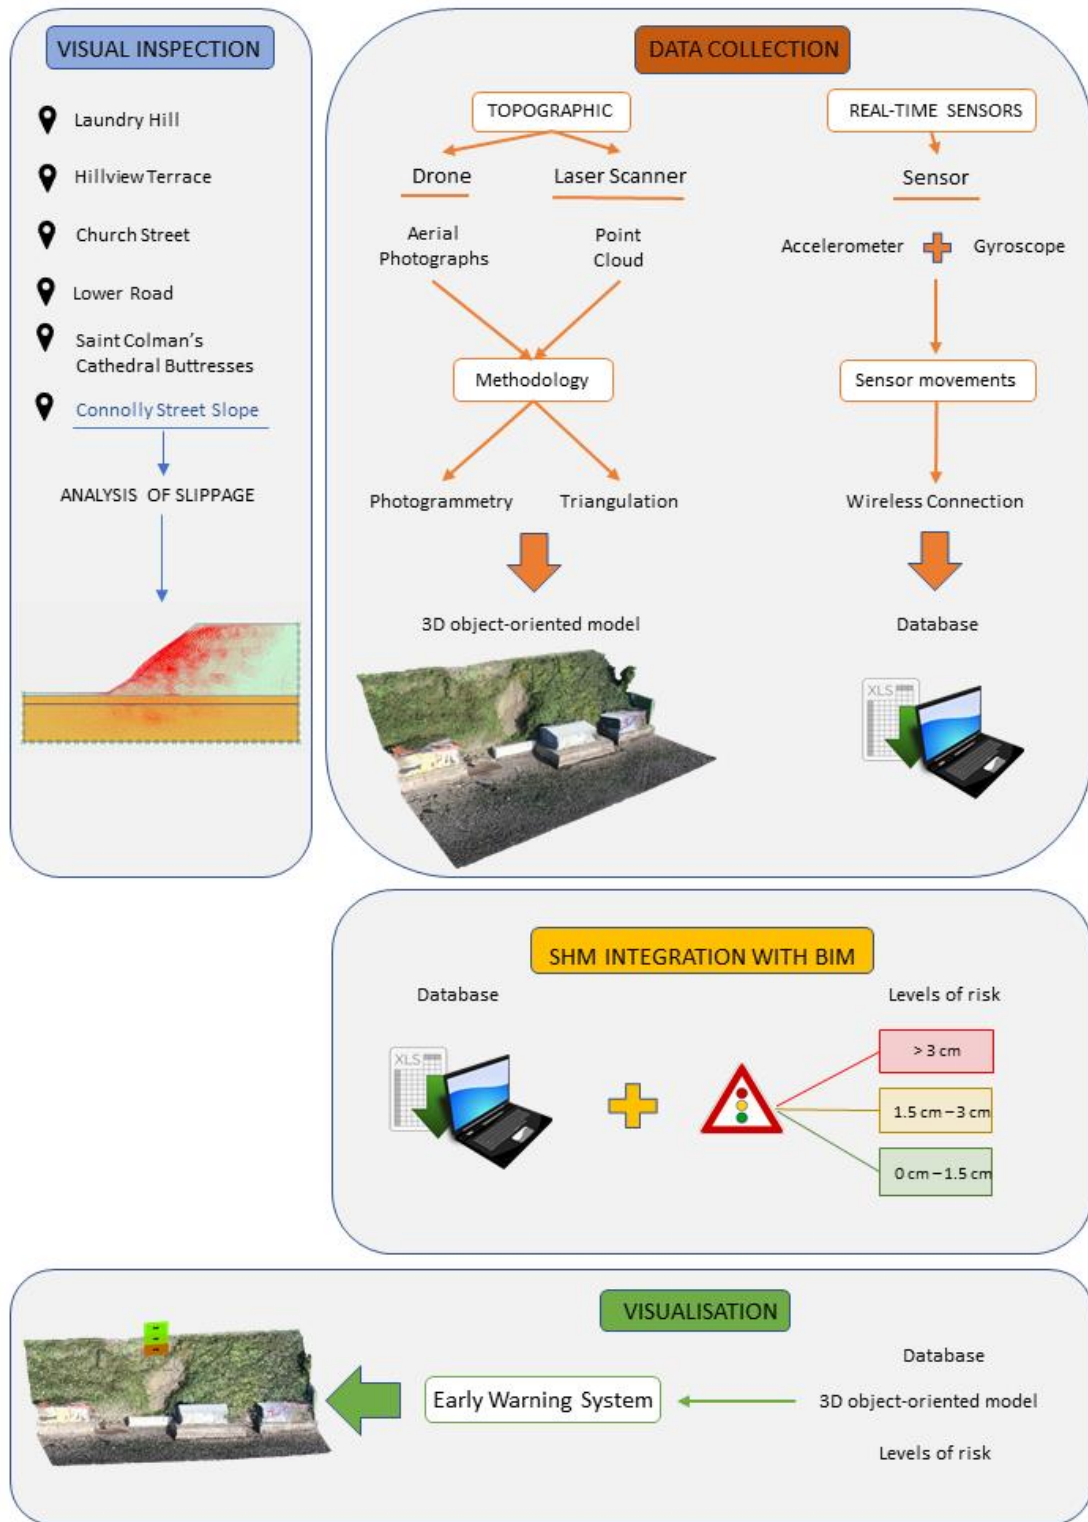 VISUAL INSPECTION
Laundry Hill
Hillview Terrace
Church Street
Lower Road
Saint Colman's
Cathedral Buttresses
Connolly Street Slope
ANALYSIS OF SLIPPAGE
DATA COLLECTION
TOPOGRAPHIC
REAL-TIME SENSORS
Drone
Laser Scanner
Sensor
Aerial
Photographs
Point
Cloud
Accelerometer
Gyroscope
Methodology
Sensor movements
Photogrammetry
Triangulation
Wireless Connection
3D object-oriented model
Database
XLS
SHM INTEGRATION WITH BIM
Database
Levels of risk
XLS
> 3 cm
1.5 cm – 3 cm
0 cm – 1.5 cm
VISUALISATION
Database
Early Warning System
3D object-oriented model
Levels of risk